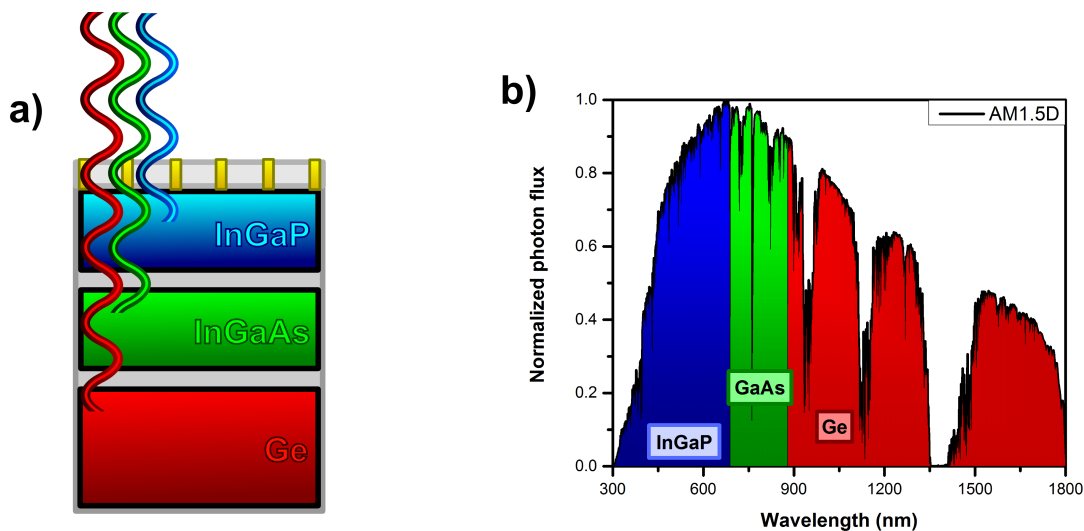 a)
InGaP
InGaAs
Ge
b)
AM1.5D
Normalized photon flux
1.0
0.8
0.6
0.4
0.2
0.0
GaAs
InGaP
Ge
300
600
900
1200
1500
1800
Wavelength (nm)